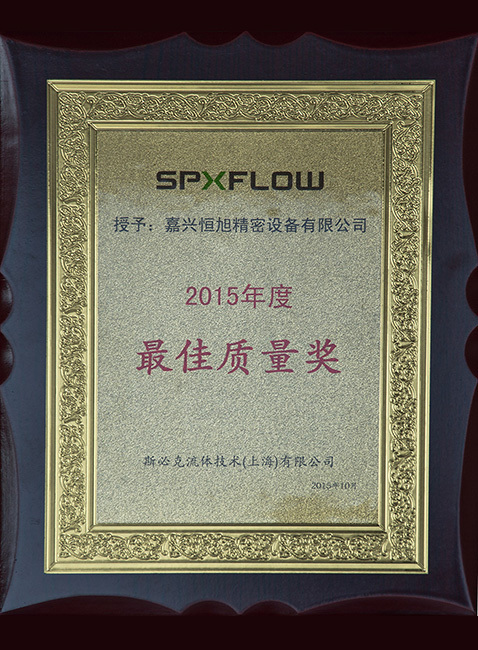 SPXFLOW
授予：嘉兴恒旭精密设备有限公司
2015年度
最佳质量奖
斯必克流体技术(上海)有限公司
2015年10月